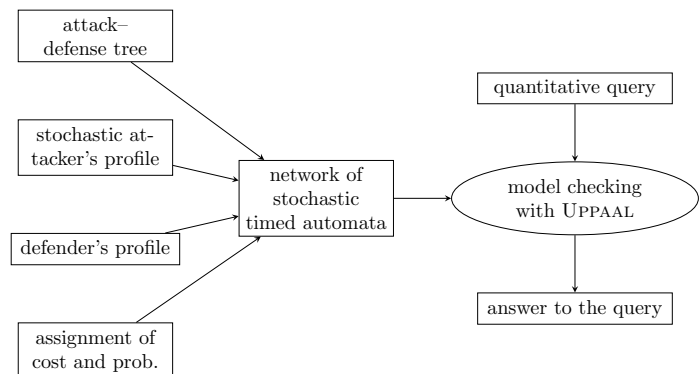 attack–
defense tree
stochastic at-
tacker's profile
defender's profile
assignment of
cost and prob.
network of
stochastic
timed automata
quantitative query
model checking
with UPPAAL
answer to the query